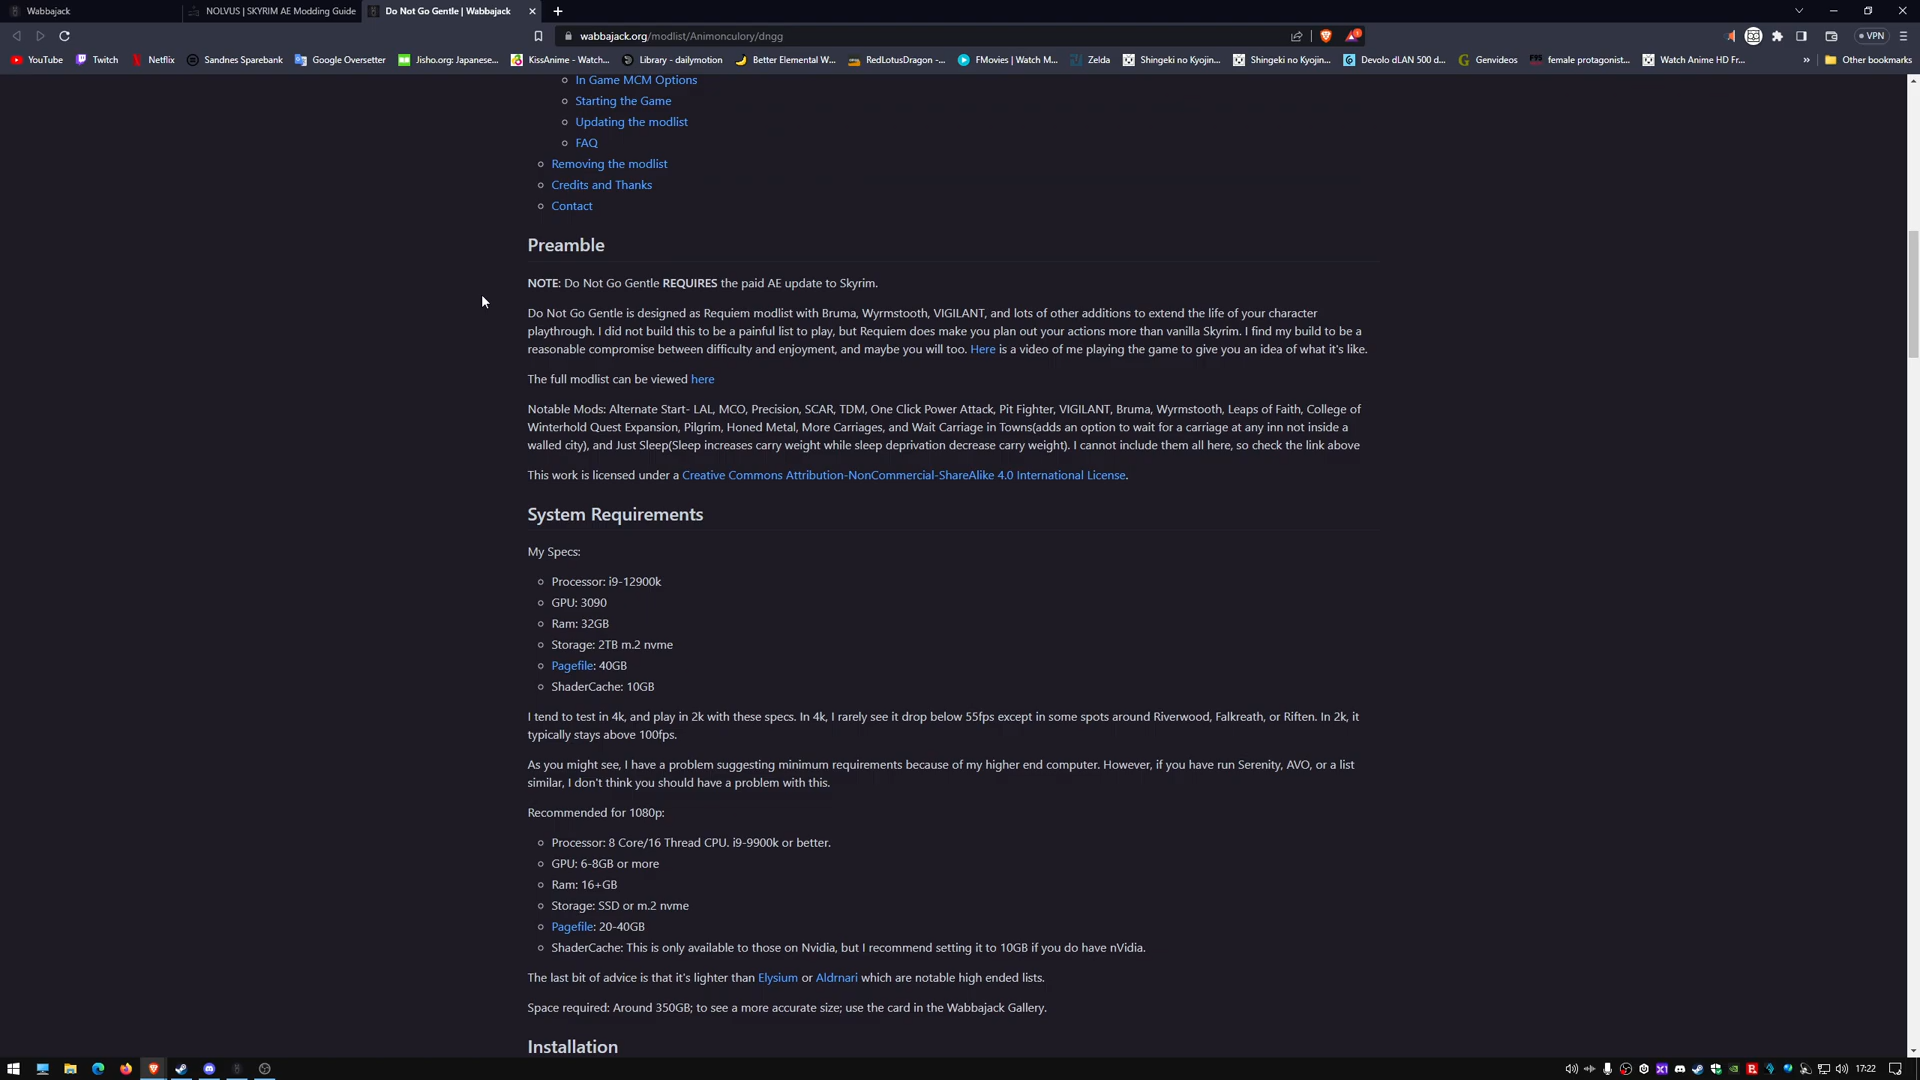 Wabbajack
NOLVUS | SKYRIM AE Modding Guide
Do Not Go Gentle | Wabbajack
wabbajack.org/modlist/Animonculory/dngg
VPN
YouTube
Twitch
Netflix
Sandnes Sparebank
Google Oversetter
Jisho.org: Japanese...
KissAnime - Watch...
Library - dailymotion
Better Elemental W...
RedLotusDragon -...
FMovies | Watch M...
Zelda
Shingeki no Kyojin...
Shingeki no Kyojin...
Devolo dLAN 500 d...
Genvideos
female protagonist...
Watch Anime HD Fr...
Other bookmarks
In Game MCM Options
Starting the Game
Updating the modlist
FAQ
Removing the modlist
Credits and Thanks
Contact
Preamble
NOTE: Do Not Go Gentle REQUIRES the paid AE update to Skyrim.
Do Not Go Gentle is designed as Requiem modlist with Bruma, Wyrmstooth, VIGILANT, and lots of other additions to extend the life of your character
playthrough. I did not build this to be a painful list to play, but Requiem does make you plan out your actions more than vanilla Skyrim. I find my build to be a
reasonable compromise between difficulty and enjoyment, and maybe you will too. Here is a video of me playing the game to give you an idea of what it's like.
The full modlist can be viewed here
Notable Mods: Alternate Start- LAL, MCO, Precision, SCAR, TDM, One Click Power Attack, Pit Fighter, VIGILANT, Bruma, Wyrmstooth, Leaps of Faith, College of
Winterhold Quest Expansion, Pilgrim, Honed Metal, More Carriages, and Wait Carriage in Towns(adds an option to wait for a carriage at any inn not inside a
walled city), and Just Sleep(Sleep increases carry weight while sleep deprivation decrease carry weight). I cannot include them all here, so check the link above
This work is licensed under a Creative Commons Attribution-NonCommercial-ShareAlike 4.0 International License.
System Requirements
My Specs:
Processor: i9-12900k
GPU: 3090
Ram: 32GB
Storage: 2TB m.2 nvme
Pagefile: 40GB
ShaderCache: 10GB
I tend to test in 4k, and play in 2k with these specs. In 4k, I rarely see it drop below 55fps except in some spots around Riverwood, Falkreath, or Riften. In 2k, it
typically stays above 100fps.
As you might see, I have a problem suggesting minimum requirements because of my higher end computer. However, if you have run Serenity, AVO, or a list
similar, I don't think you should have a problem with this.
Recommended for 1080p:
Processor: 8 Core/16 Thread CPU. i9-9900k or better.
GPU: 6-8GB or more
Ram: 16+GB
Storage: SSD or m.2 nvme
Pagefile: 20-40GB
ShaderCache: This is only available to those on Nvidia, but I recommend setting it to 10GB if you do have nVidia.
The last bit of advice is that it's lighter than Elysium or Aldrnari which are notable high ended lists.
Space required: Around 350GB; to see a more accurate size; use the card in the Wabbajack Gallery.
Installation
17:22